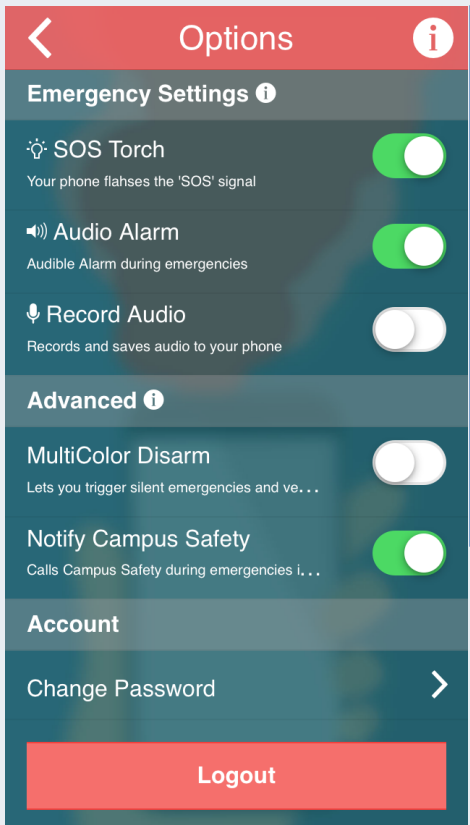 Options
Emergency Settings
SOS Torch
Your phone flahses the 'SOS' signal
Audio Alarm
Audible Alarm during emergencies
Record Audio
Records and saves audio to your phone
Advanced
MultiColor Disarm
Lets you trigger silent emergencies and ve...
Notify Campus Safety
Calls Campus Safety during emergencies i...
Account
Change Password
Logout